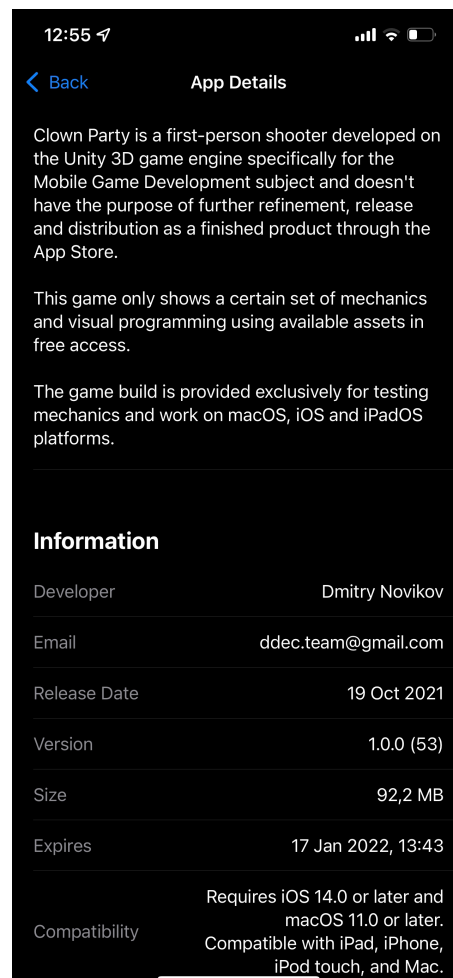 12:55
Back
App Details
Clown Party is a first-person shooter developed on
the Unity 3D game engine specifically for the
Mobile Game Development subject and doesn't
have the purpose of further refinement, release
and distribution as a finished product through the
App Store.
This game only shows a certain set of mechanics
and visual programming using available assets in
free access.
The game build is provided exclusively for testing
mechanics and work on macOS, iOS and iPadOS
platforms.
Information
Developer Dmitry Novikov
Email ddec.team@gmail.com
Release Date 19 Oct 2021
Version 1.0.0 (53)
Size 92,2 MB
Expires 17 Jan 2022, 13:43
Compatibility Requires iOS 14.0 or later and
macOS 11.0 or later.
Compatible with iPad, iPhone,
iPod touch, and Mac.